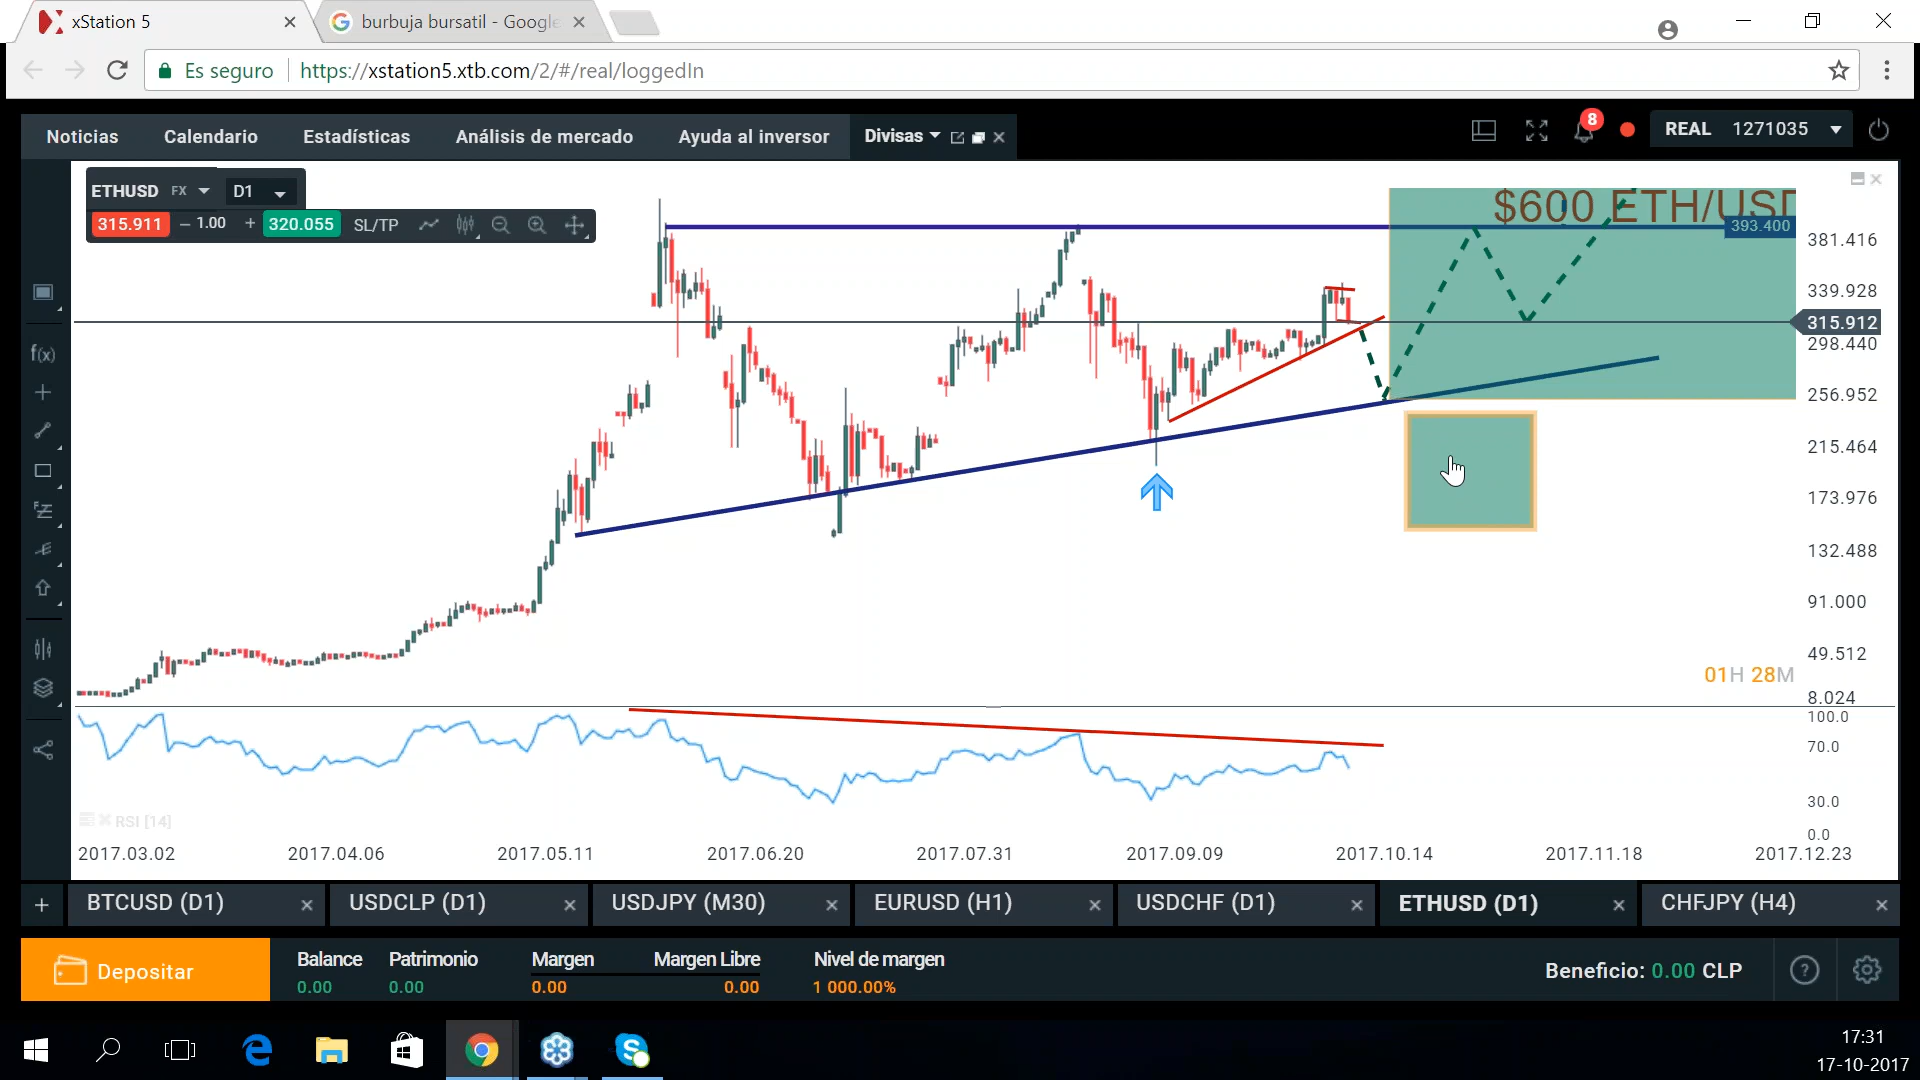 xStation 5
burbuja bursatil - Google
Es seguro
https://xstation5.xtb.com/2/#/real/loggedIn
Noticias
Calendario
Estadísticas
Análisis de mercado
Ayuda al inversor
Divisas
8
REAL 1271035
ETHUSD FX
D1
315.911
– 1.00 +
320.055
SL/TP
$600 ETH/USD
393.400
381.416
339.928
315.912
298.440
256.952
215.464
173.976
132.488
91.000
49.512
8.024
f(x)
01H 28M
100.0
70.0
30.0
0.0
RSI [14]
2017.03.02
2017.04.06
2017.05.11
2017.06.20
2017.07.31
2017.09.09
2017.10.14
2017.11.18
2017.12.23
BTCUSD (D1)
USDCLP (D1)
USDJPY (M30)
EURUSD (H1)
USDCHF (D1)
ETHUSD (D1)
CHFJPY (H4)
Depositar
Balance
0.00
Patrimonio
0.00
Margen
0.00
Margen Libre
0.00
Nivel de margen
1 000.00%
Beneficio: 0.00 CLP
17:31
17-10-2017